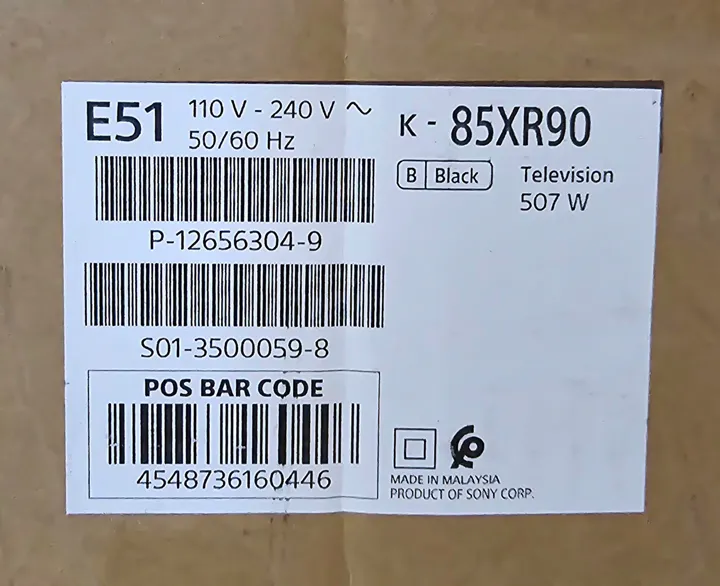 E51 110 V - 240 V ~
50/60 Hz
P-12656304-9
S01-3500059-8
POS BAR CODE
4548736160446
K - 85XR90
B Black Television
507 W
MADE IN MALAYSIA
PRODUCT OF SONY CORP.